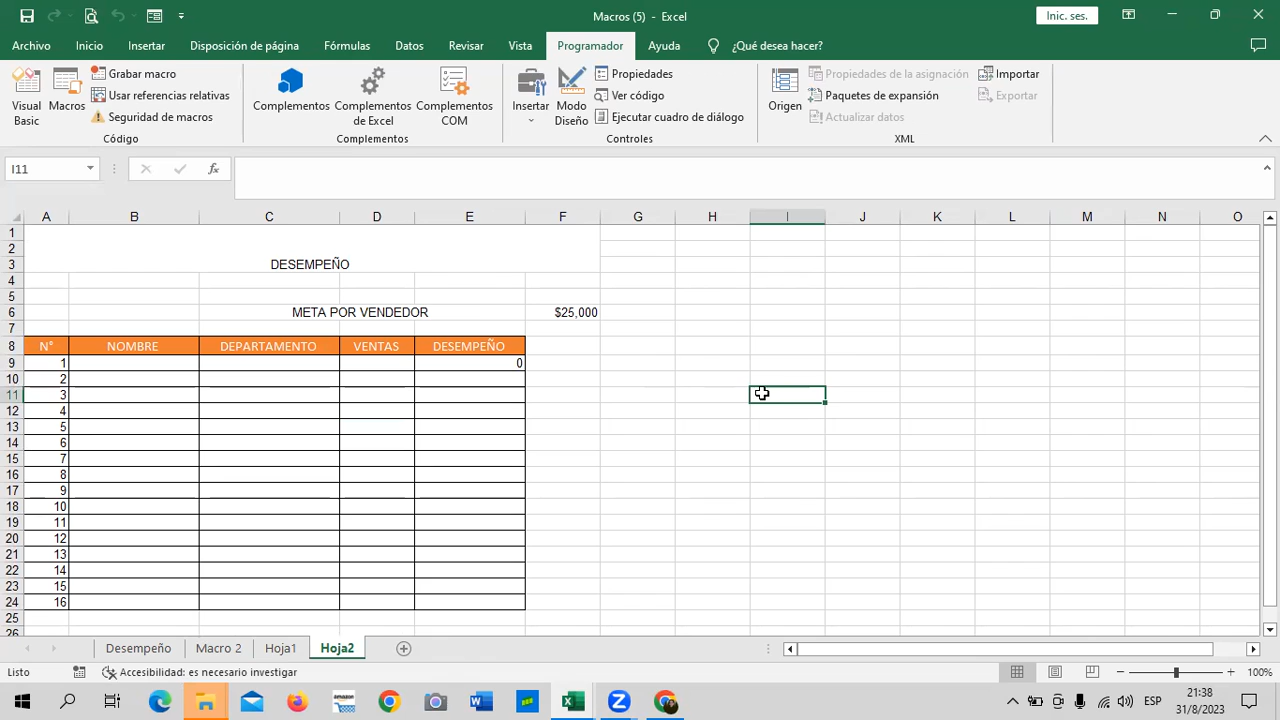 Macros (5) - Excel
Inic. ses.
Archivo Inicio Insertar Disposición de página Fórmulas Datos Revisar Vista Programador Ayuda ¿Qué desea hacer?
Visual Basic
Macros
Grabar macro
Usar referencias relativas
Seguridad de macros
Código
Complementos
Complementos de Excel
Complementos COM
Complementos
Insertar
Modo Diseño
Propiedades
Ver código
Ejecutar cuadro de diálogo
Controles
Origen
Propiedades de la asignación
Paquetes de expansión
Actualizar datos
Importar
Exportar
XML
I11
fx
A B C D E F G H I J K L M N O
1
2
3 DESEMPEÑO
4
5
6 META POR VENDEDOR $25,000
7
8 N° NOMBRE DEPARTAMENTO VENTAS DESEMPEÑO
9 1 0
10 2
11 3
12 4
13 5
14 6
15 7
16 8
17 9
18 10
19 11
20 12
21 13
22 14
23 15
24 16
25
26
Desempeño Macro 2 Hoja1 Hoja2
Listo Accesibilidad: es necesario investigar 100%
ESP
21:38
31/8/2023